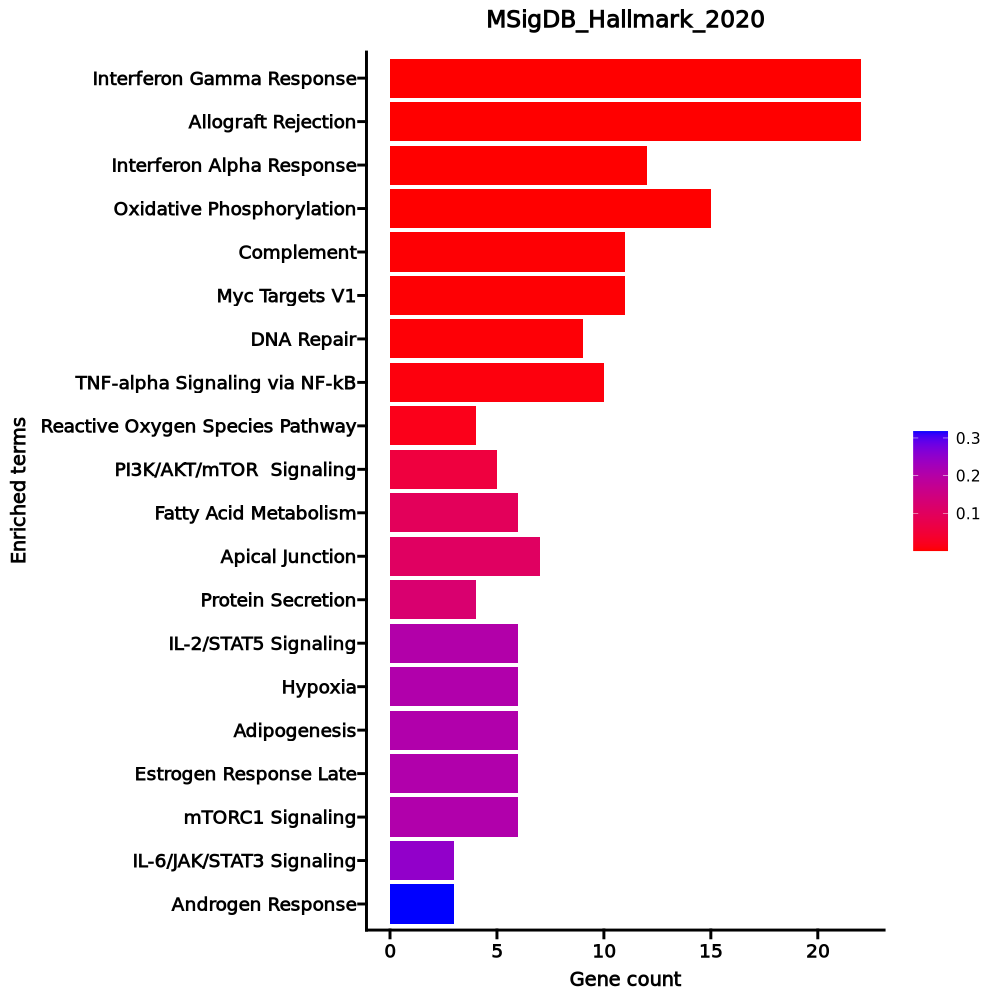 MSigDB_Hallmark_2020
Interferon Gamma Response
Allograft Rejection
Interferon Alpha Response
Oxidative Phosphorylation
Complement
Myc Targets V1
DNA Repair
TNF-alpha Signaling via NF-kB
Reactive Oxygen Species Pathway
PI3K/AKT/mTOR  Signaling
Fatty Acid Metabolism
Apical Junction
Protein Secretion
IL-2/STAT5 Signaling
Hypoxia
Adipogenesis
Estrogen Response Late
mTORC1 Signaling
IL-6/JAK/STAT3 Signaling
Androgen Response
Enriched terms
0 5 10 15 20
Gene count
0.3
0.2
0.1